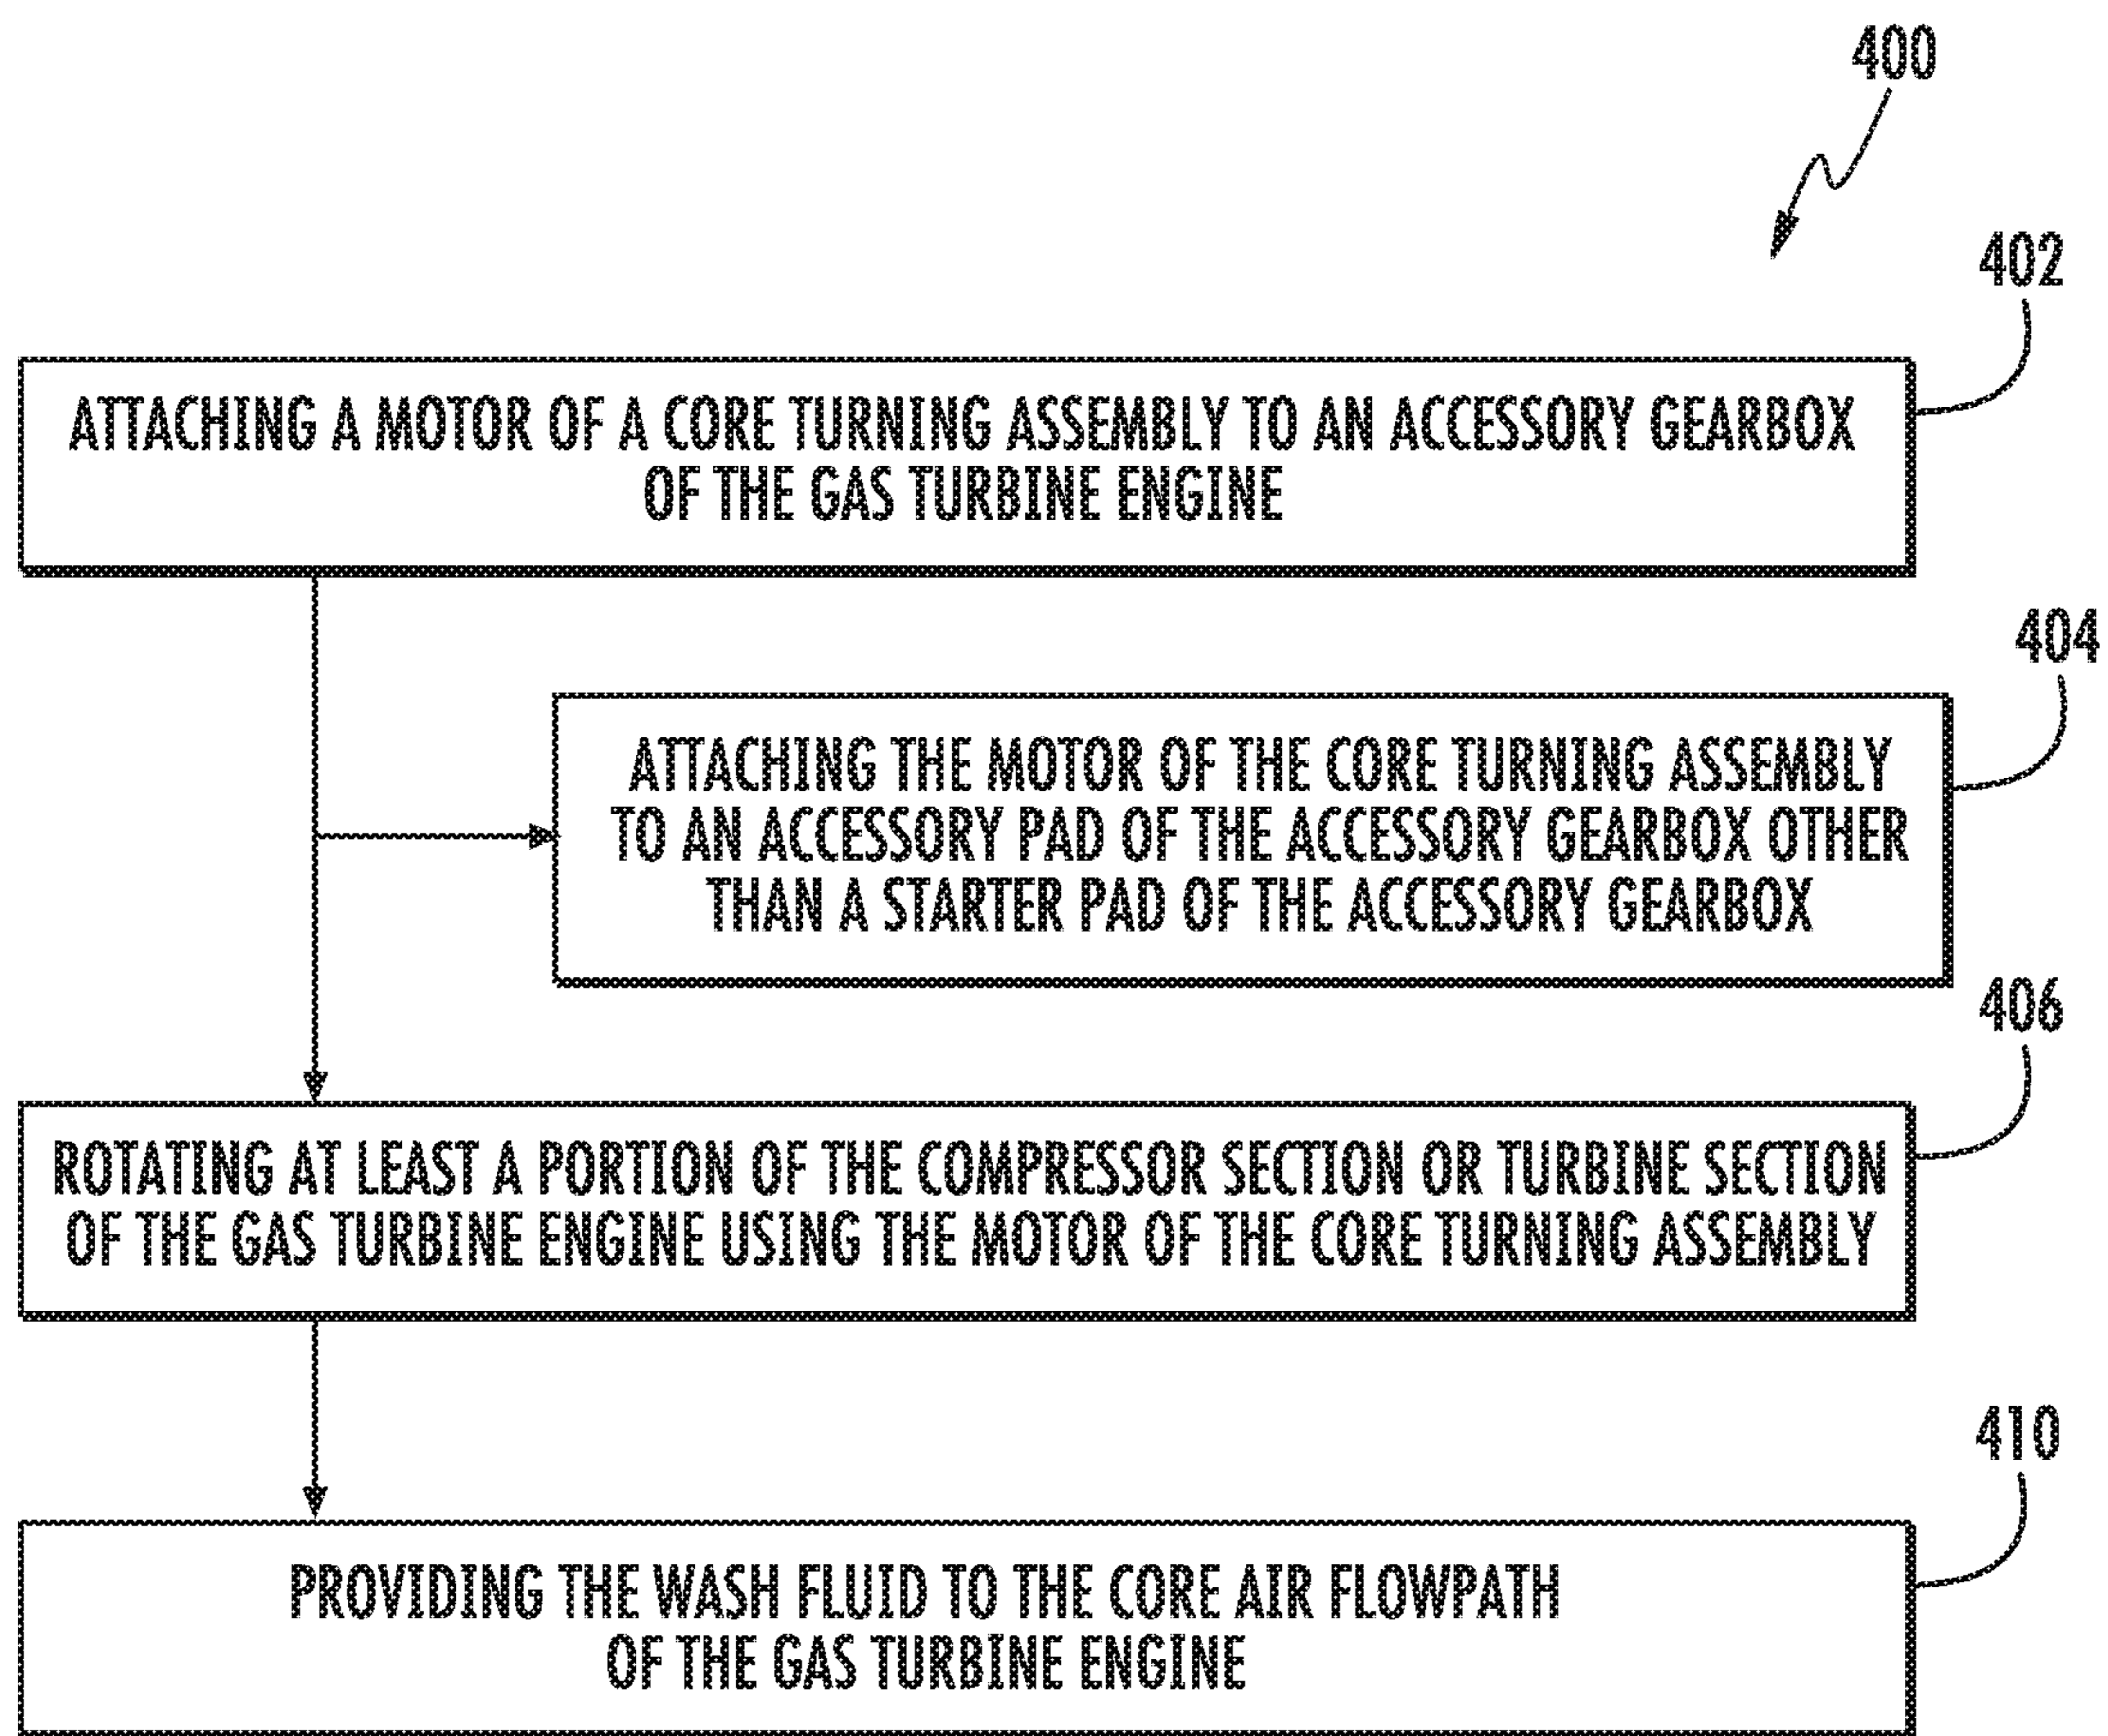 400
402
ATTACHING A MOTOR OF A CORE TURNING ASSEMBLY TO AN ACCESSORY GEARBOX
OF THE GAS TURBINE ENGINE
404
ATTACHING THE MOTOR OF THE CORE TURNING ASSEMBLY
TO AN ACCESSORY PAD OF THE ACCESSORY GEARBOX OTHER
THAN A STARTER PAD OF THE ACCESSORY GEARBOX
406
ROTATING AT LEAST A PORTION OF THE COMPRESSOR SECTION OR TURBINE SECTION
OF THE GAS TURBINE ENGINE USING THE MOTOR OF THE CORE TURNING ASSEMBLY
410
PROVIDING THE WASH FLUID TO THE CORE AIR FLOWPATH
OF THE GAS TURBINE ENGINE